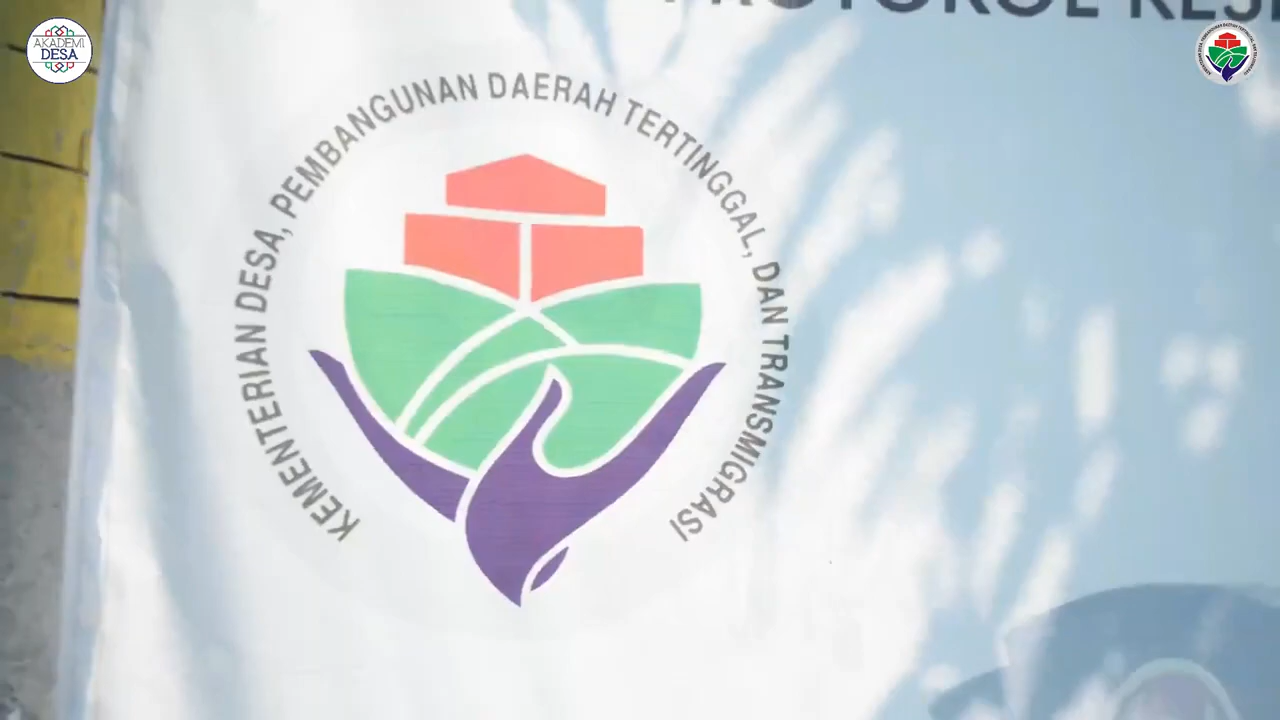 AKADEMI
DESA
KEMENTERIAN DESA, PEMBANGUNAN DAERAH TERTINGGAL, DAN TRANSMIGRASI